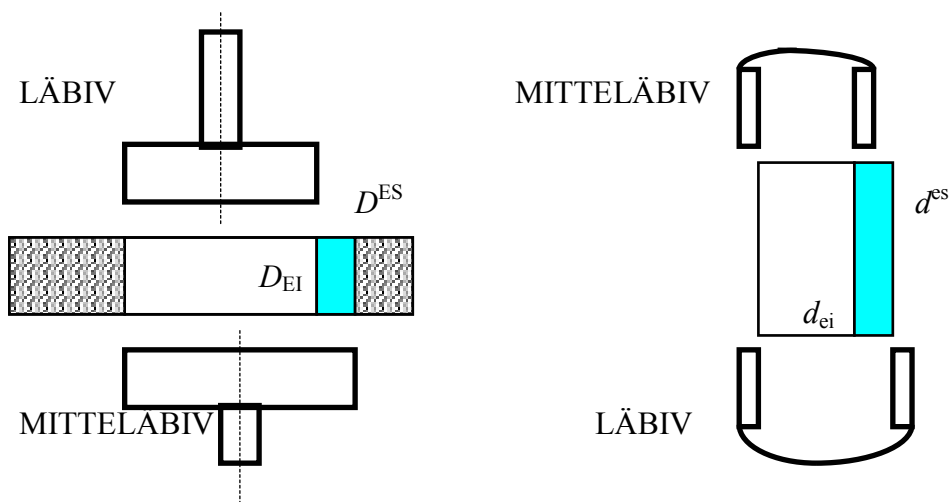 LÄBIV
D^ES
D_EI
MITTELÄBIV
MITTELÄBIV
d^es
d_ei
LÄBIV